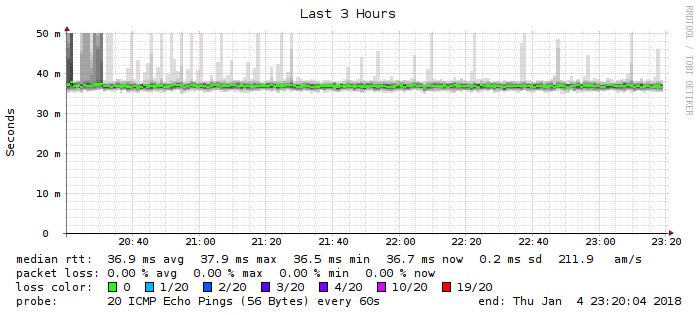 Last 3 Hours
RRDTOOL / TOBI OETIKER
Seconds
50 m
40 m
30 m
20 m
10 m
0
20:40 21:00 21:20 21:40 22:00 22:20 22:40 23:00 23:20
median rtt: 36.9 ms avg 37.9 ms max 36.5 ms min 36.7 ms now 0.2 ms sd 211.9 am/s
packet loss: 0.00 % avg 0.00 % max 0.00 % min 0.00 % now
loss color: 0 1/20 2/20 3/20 4/20 10/20 19/20
probe: 20 ICMP Echo Pings (56 Bytes) every 60s end: Thu Jan 4 23:20:04 2018